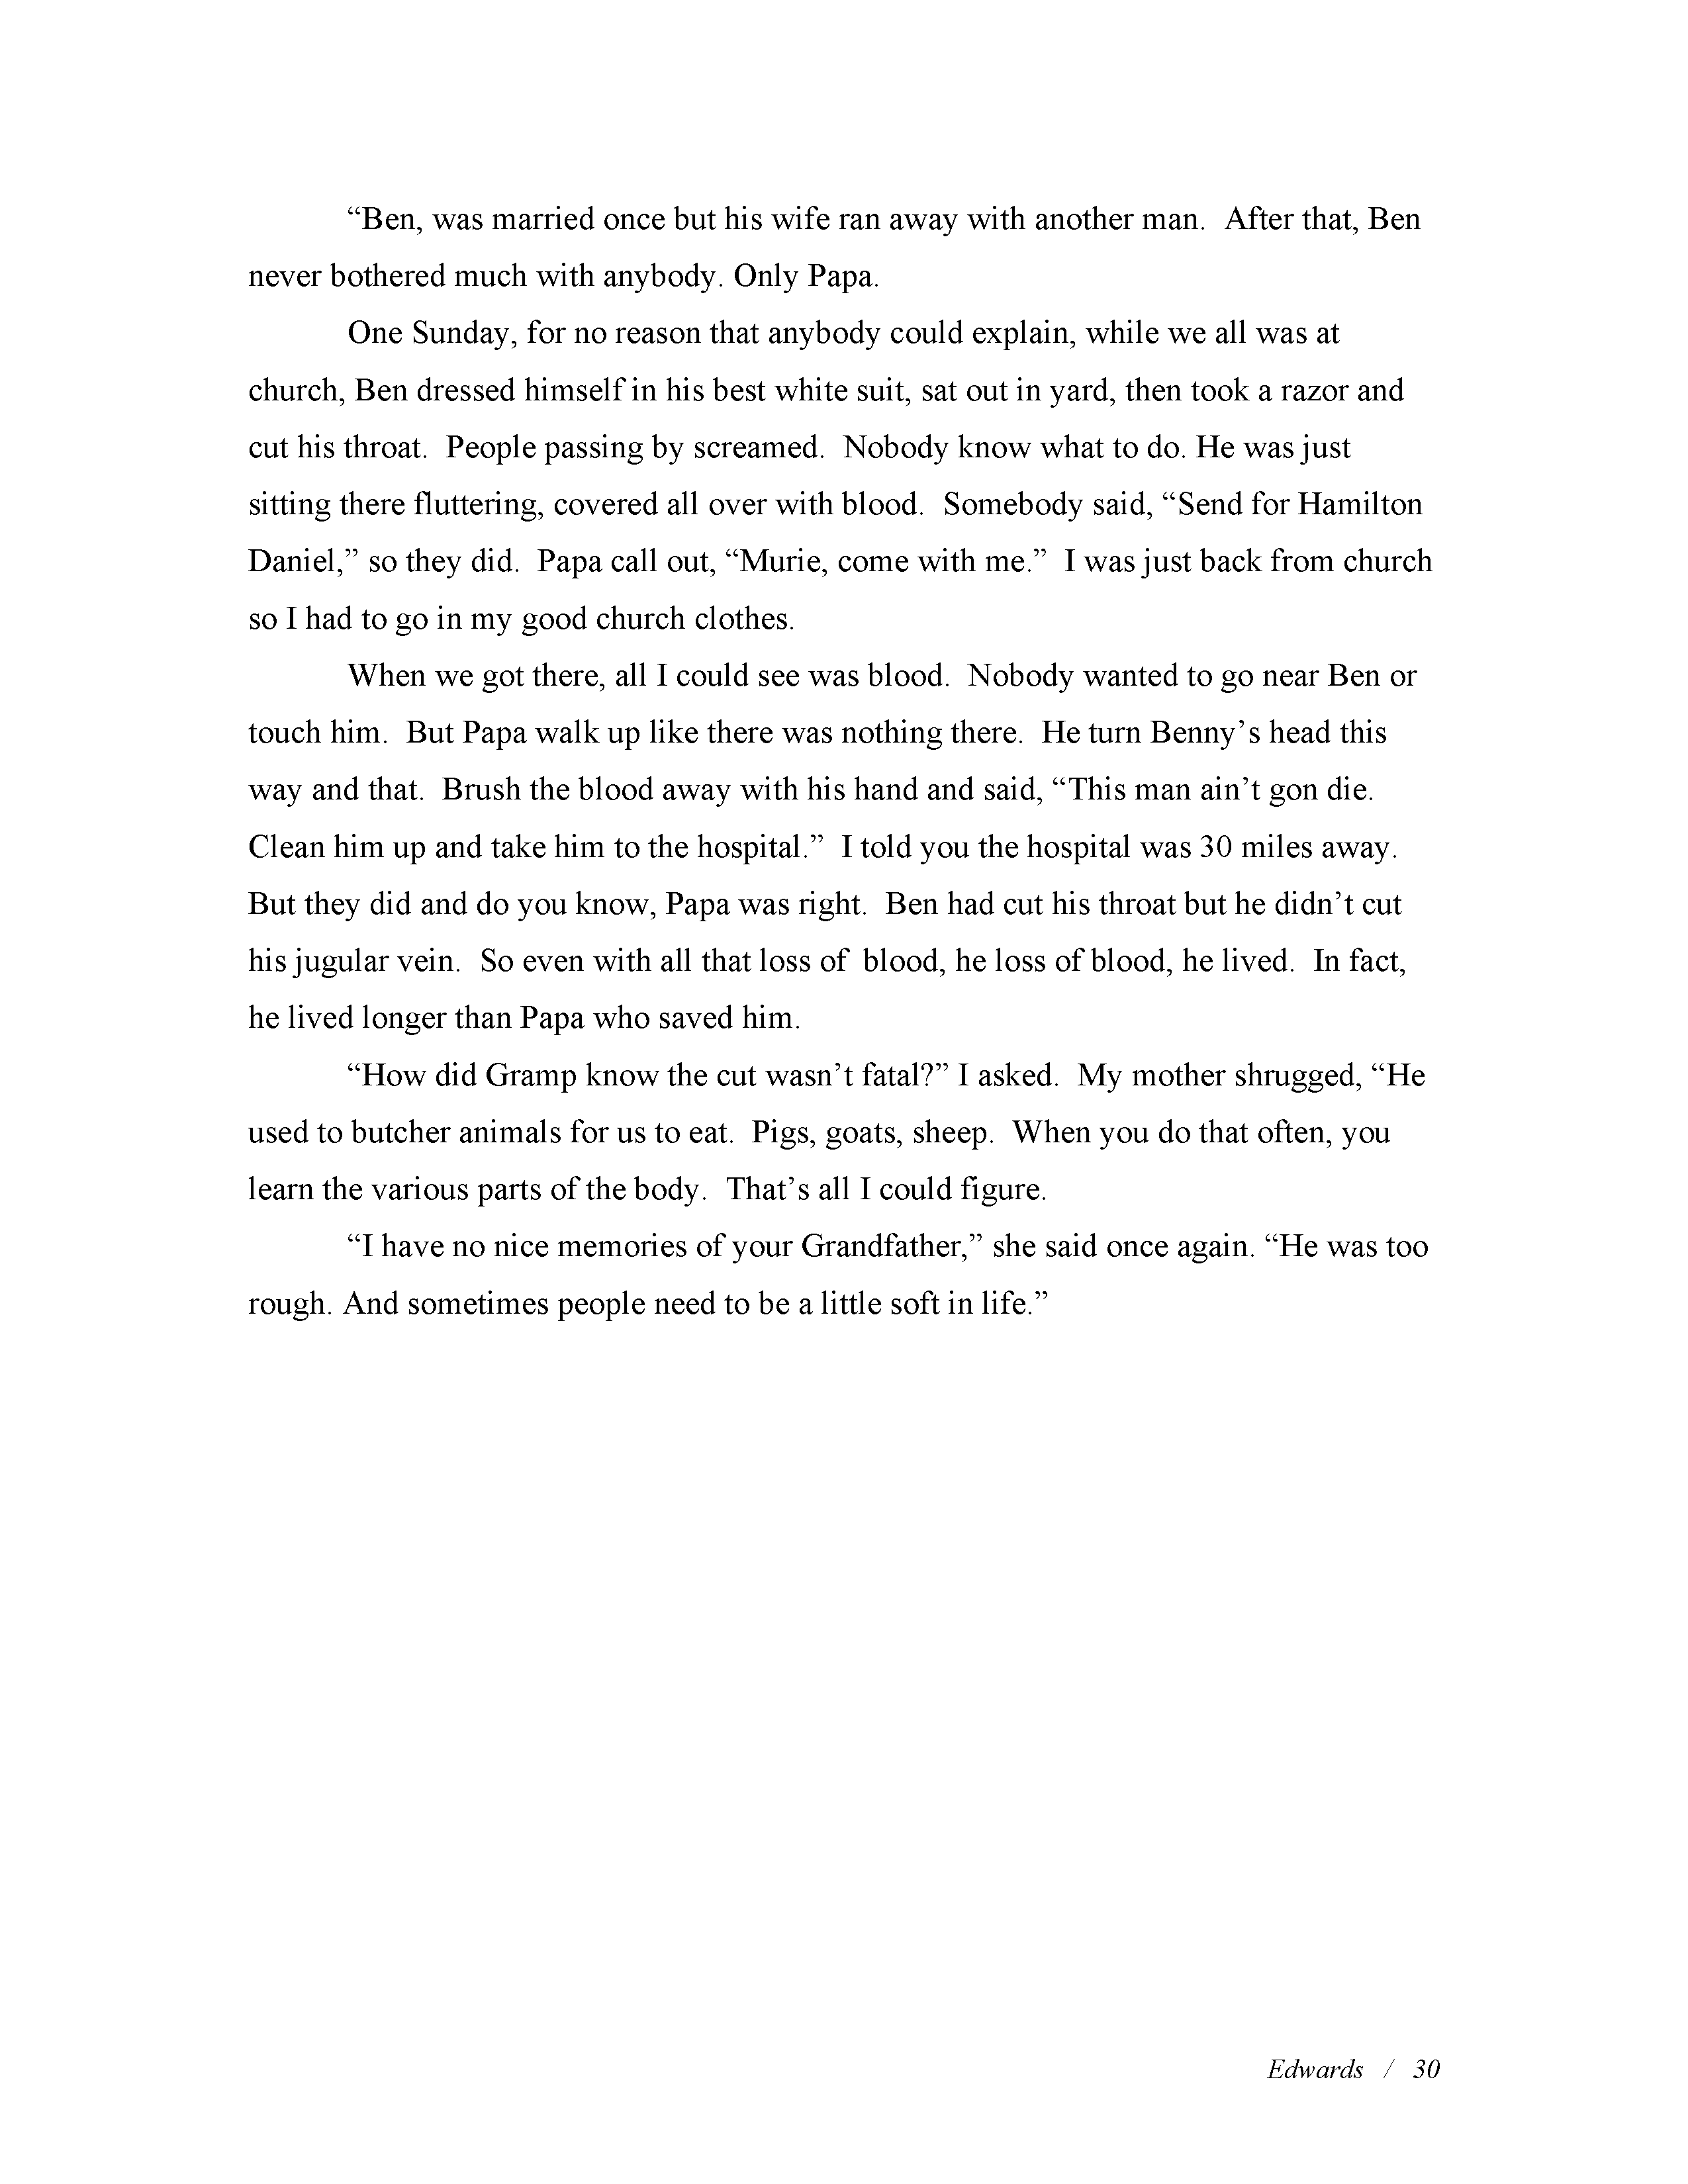 “Ben, was married once but his wife ran away with another man.  After that, Ben
never bothered much with anybody. Only Papa.
One Sunday, for no reason that anybody could explain, while we all was at
church, Ben dressed himself in his best white suit, sat out in yard, then took a razor and
cut his throat.  People passing by screamed.  Nobody know what to do. He was just
sitting there fluttering, covered all over with blood.  Somebody said, “Send for Hamilton
Daniel,” so they did.  Papa call out, “Murie, come with me.”  I was just back from church
so I had to go in my good church clothes.
When we got there, all I could see was blood.  Nobody wanted to go near Ben or
touch him.  But Papa walk up like there was nothing there.  He turn Benny’s head this
way and that.  Brush the blood away with his hand and said, “This man ain’t gon die.
Clean him up and take him to the hospital.”  I told you the hospital was 30 miles away.
But they did and do you know, Papa was right.  Ben had cut his throat but he didn’t cut
his jugular vein.  So even with all that loss of  blood, he loss of blood, he lived.  In fact,
he lived longer than Papa who saved him.
“How did Gramp know the cut wasn’t fatal?” I asked.  My mother shrugged, “He
used to butcher animals for us to eat.  Pigs, goats, sheep.  When you do that often, you
learn the various parts of the body.  That’s all I could figure.
“I have no nice memories of your Grandfather,” she said once again. “He was too
rough. And sometimes people need to be a little soft in life.”
Edwards / 30